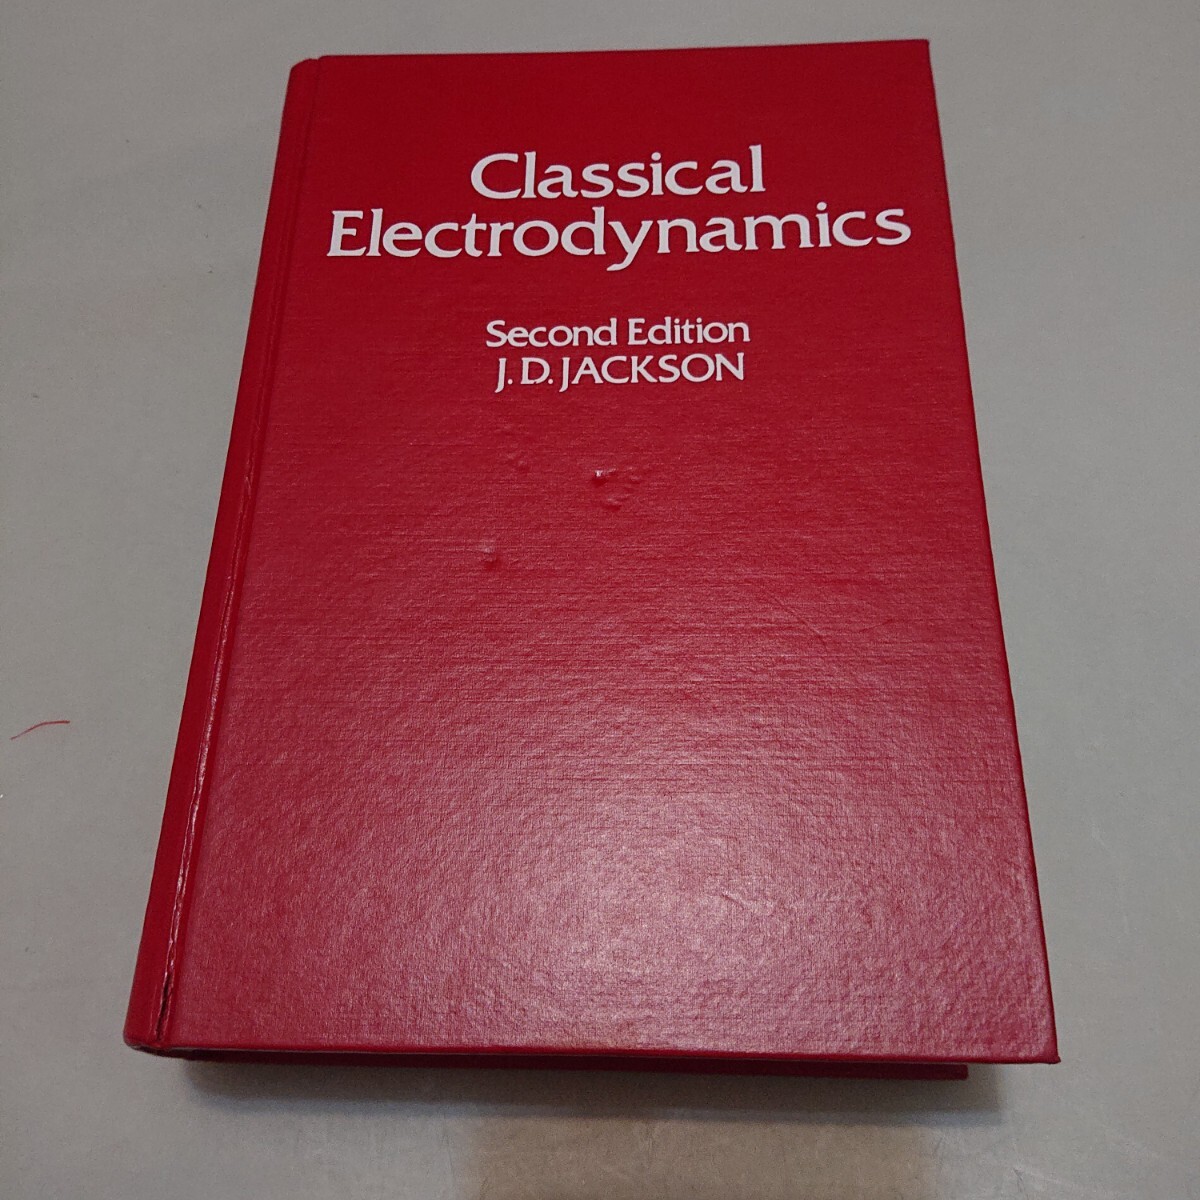 Classical
Electrodynamics
Second Edition
J. D. JACKSON